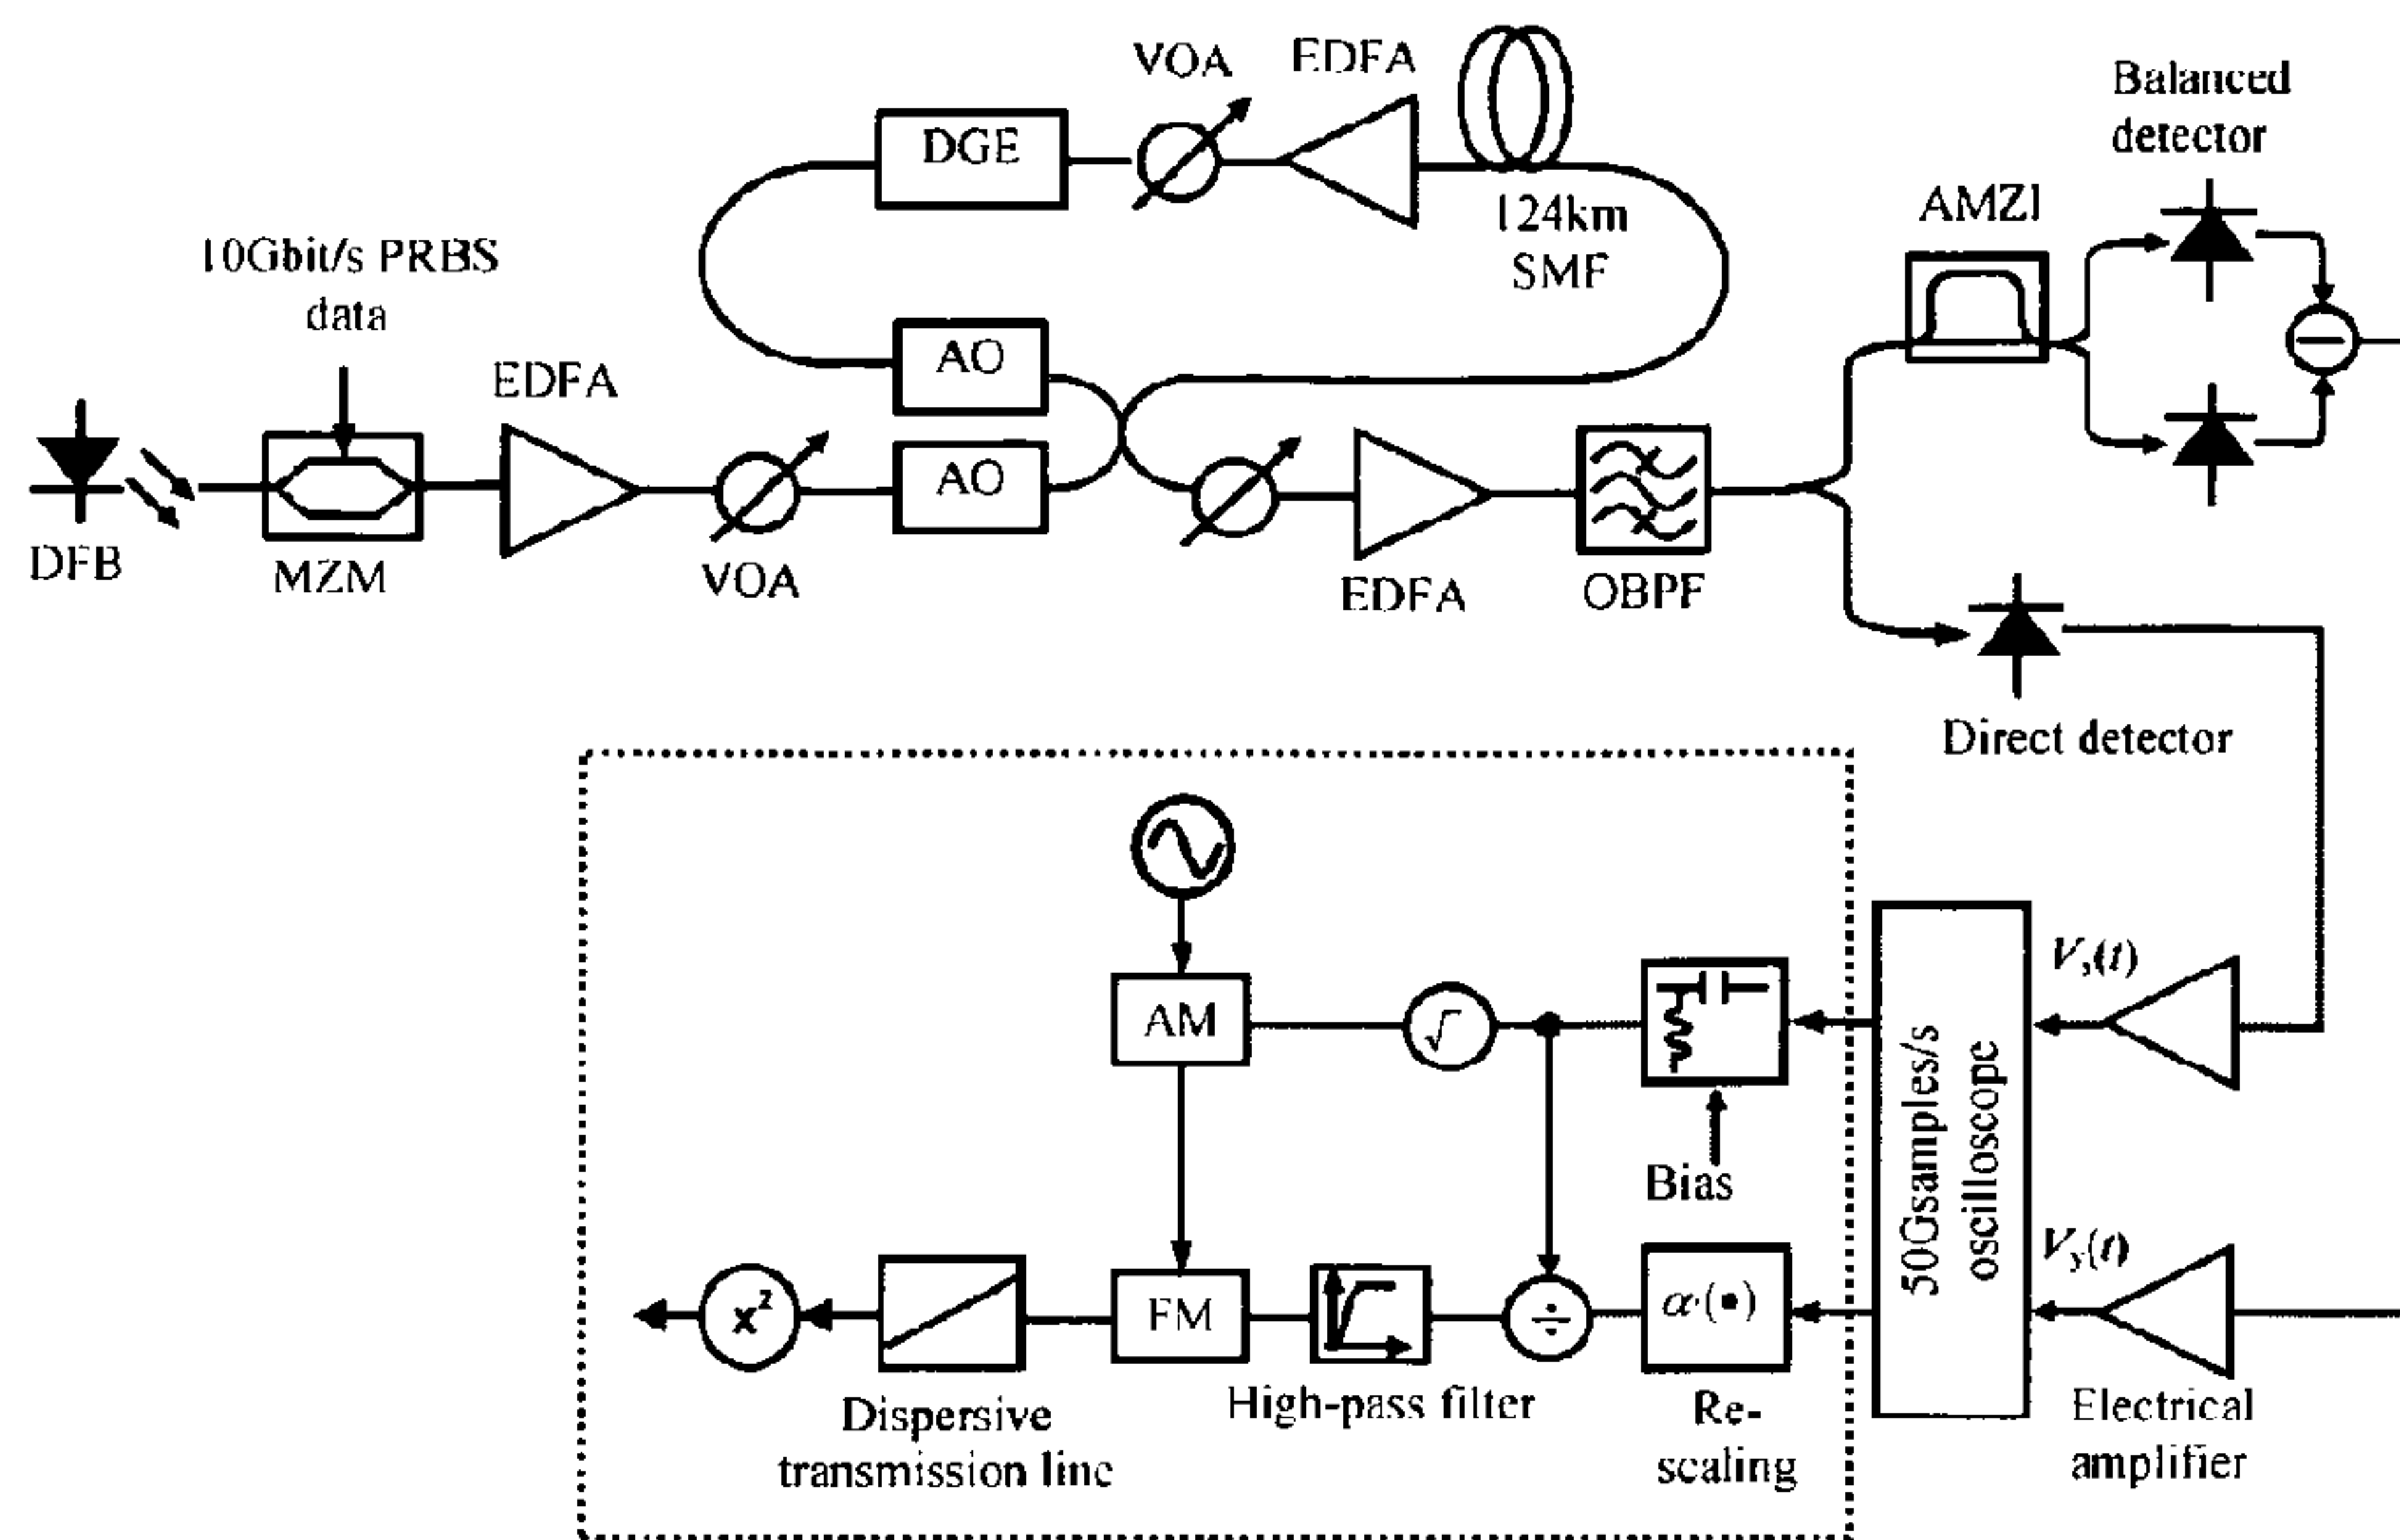 VOA
EDFA
Balanced
detector
DGE
124km
SMF
AMZI
10Gbit/s PRBS
data
AO
EDFA
AO
DFB
MZM
VOA
EDFA
OBPF
Direct detector
AM
√
50Gsamples/s
oscilloscope
Bias
Vy(t)
x²
FM
÷
α(•)
Dispersive
transmission line
High-pass filter
Re-
scaling
Electrical
amplifier